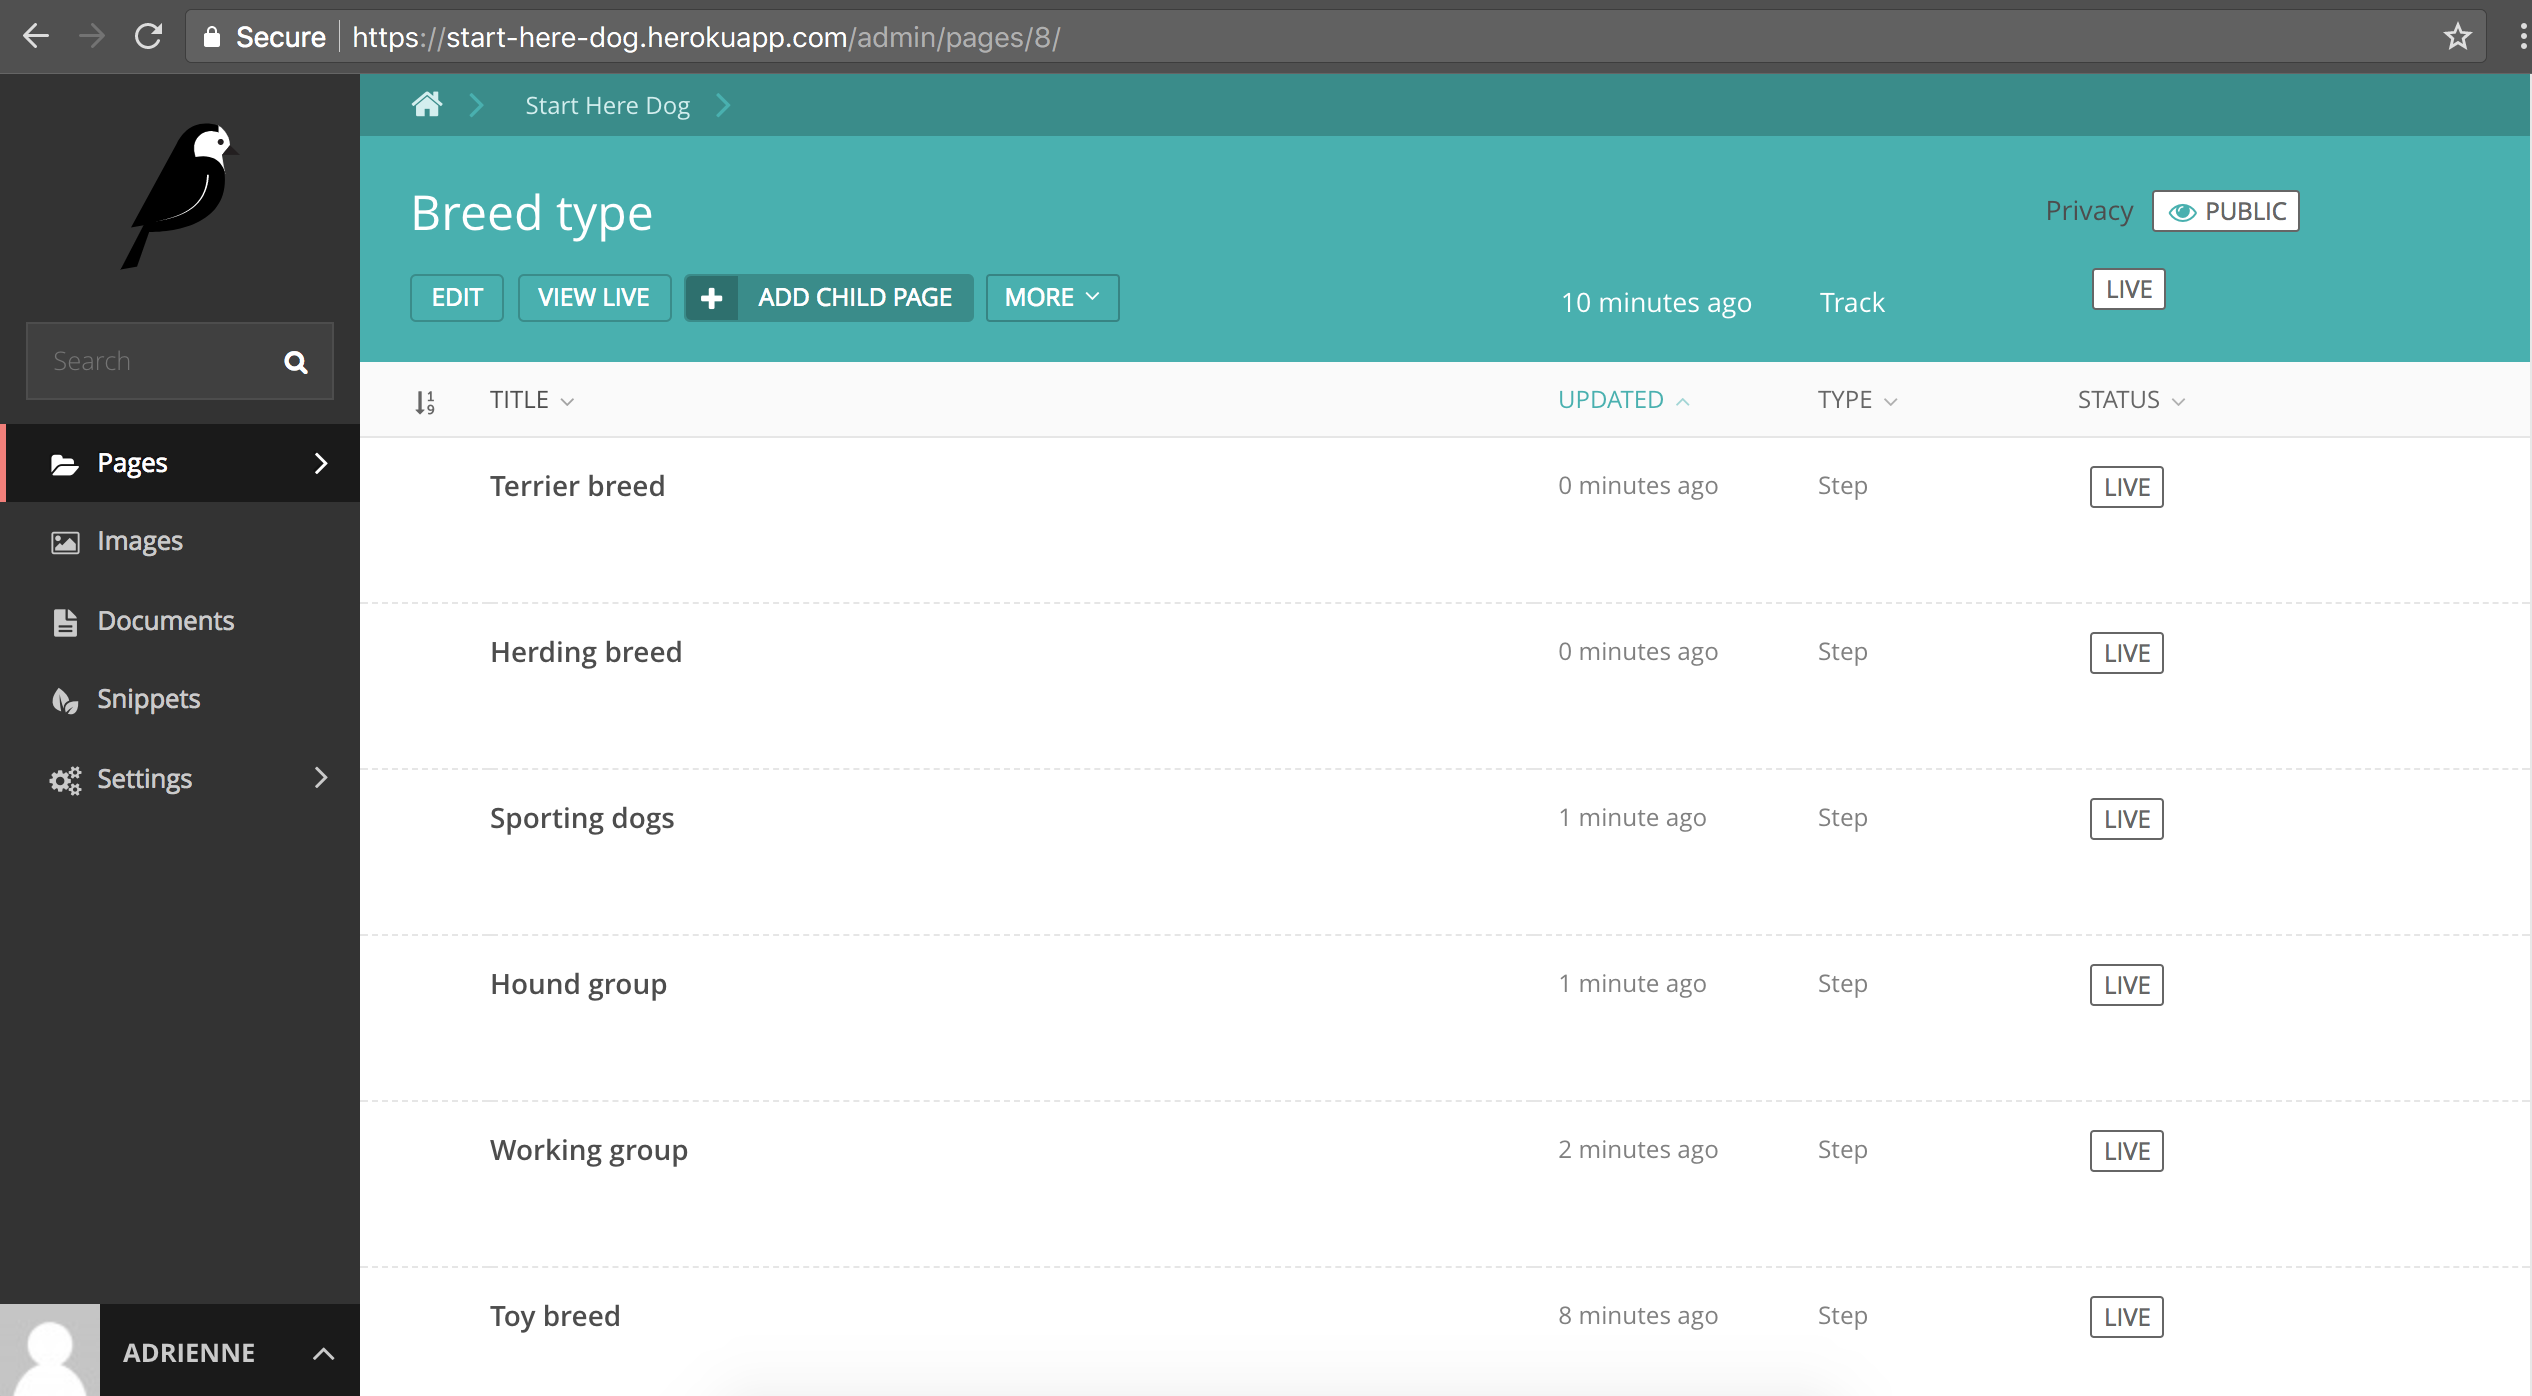 Secure https://start-here-dog.herokuapp.com/admin/pages/8/
Start Here Dog
Breed type
Privacy PUBLIC
EDIT VIEW LIVE ADD CHILD PAGE MORE 10 minutes ago Track LIVE
Search
TITLE UPDATED TYPE STATUS
Pages
Images
Documents
Snippets
Settings
Terrier breed 0 minutes ago Step LIVE
Herding breed 0 minutes ago Step LIVE
Sporting dogs 1 minute ago Step LIVE
Hound group 1 minute ago Step LIVE
Working group 2 minutes ago Step LIVE
Toy breed 8 minutes ago Step LIVE
ADRIENNE